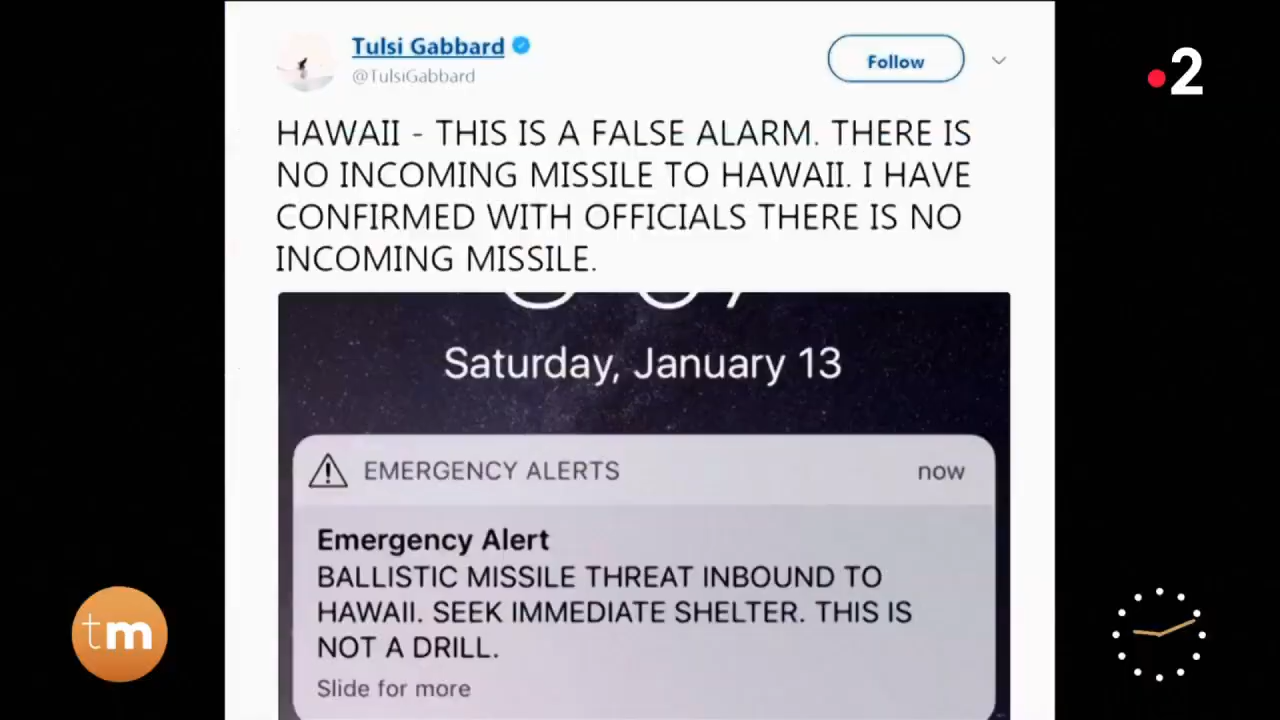 Tulsi Gabbard
@TulsiGabbard
Follow
2
HAWAII - THIS IS A FALSE ALARM. THERE IS
NO INCOMING MISSILE TO HAWAII. I HAVE
CONFIRMED WITH OFFICIALS THERE IS NO
INCOMING MISSILE.
Saturday, January 13
EMERGENCY ALERTS
now
Emergency Alert
BALLISTIC MISSILE THREAT INBOUND TO
HAWAII. SEEK IMMEDIATE SHELTER. THIS IS
NOT A DRILL.
Slide for more
tm